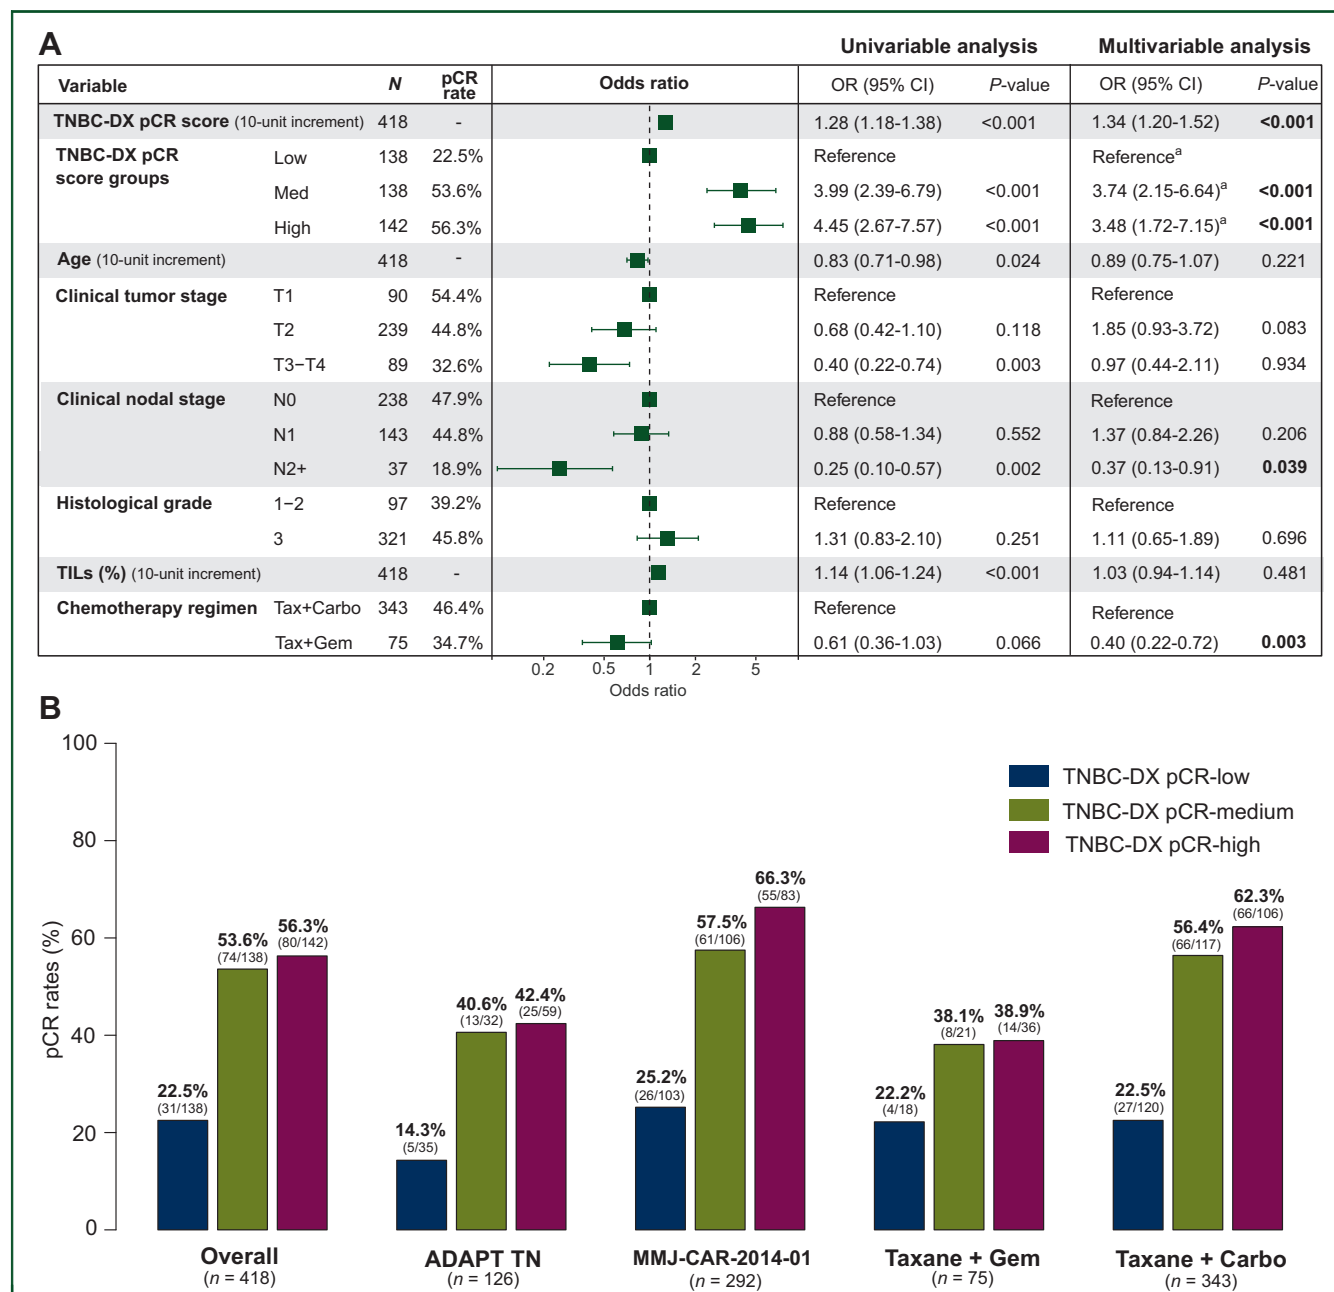 A
Univariable analysis Multivariable analysis
Variable N pCR rate Odds ratio OR (95% CI) P-value OR (95% CI) P-value
TNBC-DX pCR score (10-unit increment) 418 - 1.28 (1.18-1.38) <0.001 1.34 (1.20-1.52) <0.001
TNBC-DX pCR score groups Low 138 22.5% Reference Referenceᵃ
Med 138 53.6% 3.99 (2.39-6.79) <0.001 3.74 (2.15-6.64)ᵃ <0.001
High 142 56.3% 4.45 (2.67-7.57) <0.001 3.48 (1.72-7.15)ᵃ <0.001
Age (10-unit increment) 418 - 0.83 (0.71-0.98) 0.024 0.89 (0.75-1.07) 0.221
Clinical tumor stage T1 90 54.4% Reference Reference
T2 239 44.8% 0.68 (0.42-1.10) 0.118 1.85 (0.93-3.72) 0.083
T3−T4 89 32.6% 0.40 (0.22-0.74) 0.003 0.97 (0.44-2.11) 0.934
Clinical nodal stage N0 238 47.9% Reference Reference
N1 143 44.8% 0.88 (0.58-1.34) 0.552 1.37 (0.84-2.26) 0.206
N2+ 37 18.9% 0.25 (0.10-0.57) 0.002 0.37 (0.13-0.91) 0.039
Histological grade 1−2 97 39.2% Reference Reference
3 321 45.8% 1.31 (0.83-2.10) 0.251 1.11 (0.65-1.89) 0.696
TILs (%) (10-unit increment) 418 - 1.14 (1.06-1.24) <0.001 1.03 (0.94-1.14) 0.481
Chemotherapy regimen Tax+Carbo 343 46.4% Reference Reference
Tax+Gem 75 34.7% 0.61 (0.36-1.03) 0.066 0.40 (0.22-0.72) 0.003
0.2 0.5 1 2 5
Odds ratio
B
pCR rates (%)
100
80
60
40
20
0
TNBC-DX pCR-low
TNBC-DX pCR-medium
TNBC-DX pCR-high
22.5%
(31/138)
53.6%
(74/138)
56.3%
(80/142)
14.3%
(5/35)
40.6%
(13/32)
42.4%
(25/59)
25.2%
(26/103)
57.5%
(61/106)
66.3%
(55/83)
22.2%
(4/18)
38.1%
(8/21)
38.9%
(14/36)
22.5%
(27/120)
56.4%
(66/117)
62.3%
(66/106)
Overall ADAPT TN MMJ-CAR-2014-01 Taxane + Gem Taxane + Carbo
(n = 418) (n = 126) (n = 292) (n = 75) (n = 343)